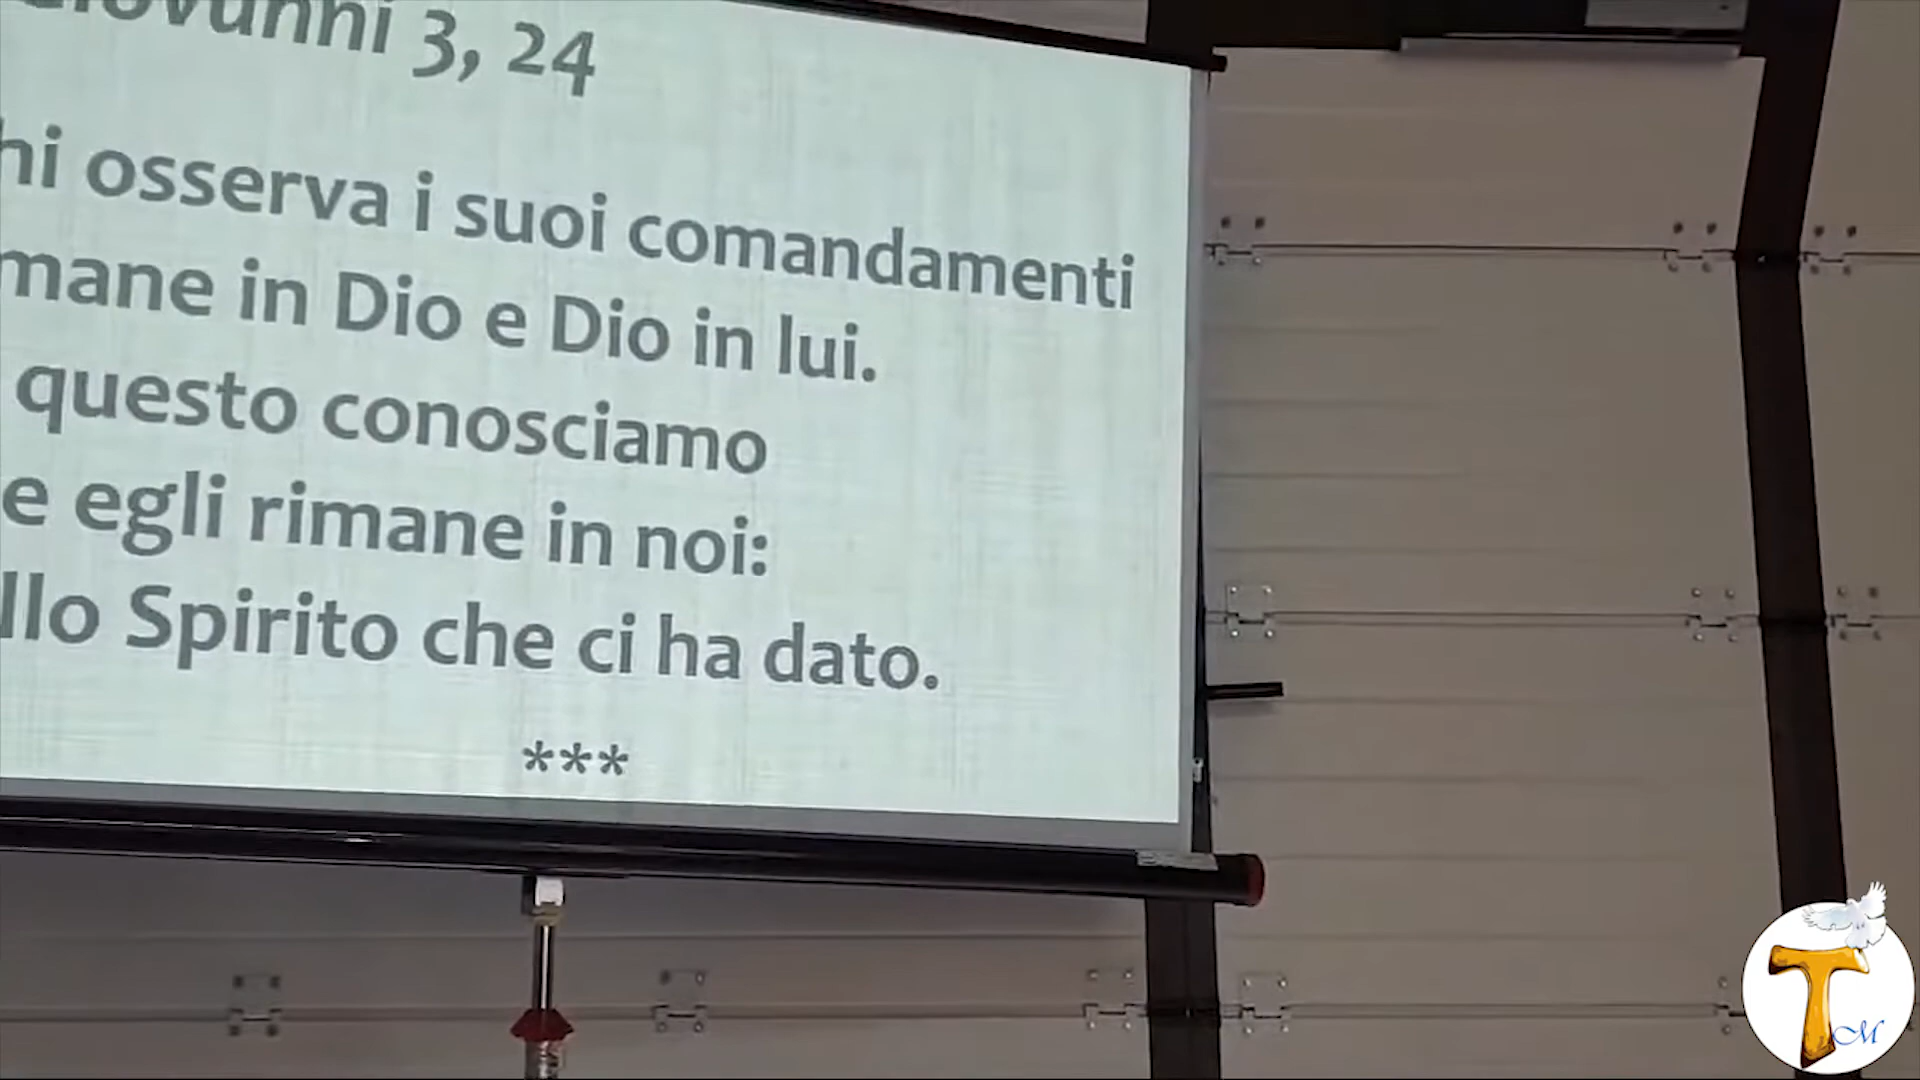 Giovanni 3, 24
hi osserva i suoi comandamenti
mane in Dio e Dio in lui.
questo conosciamo
e egli rimane in noi:
llo Spirito che ci ha dato.
***
T M